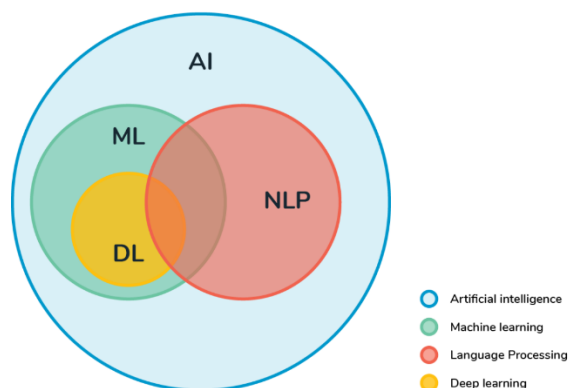 AI
ML
NLP
DL
Artificial intelligence
Machine learning
Language Processing
Deep learning